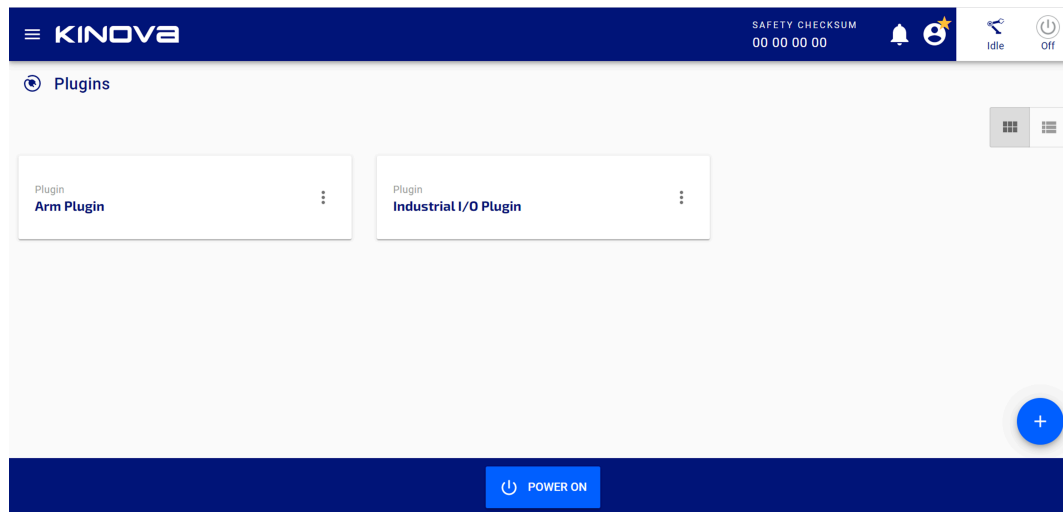 KINOVA
SAFETY CHECKSUM
00 00 00 00
Idle
Off
Plugins
Plugin
Arm Plugin
Plugin
Industrial I/O Plugin
POWER ON